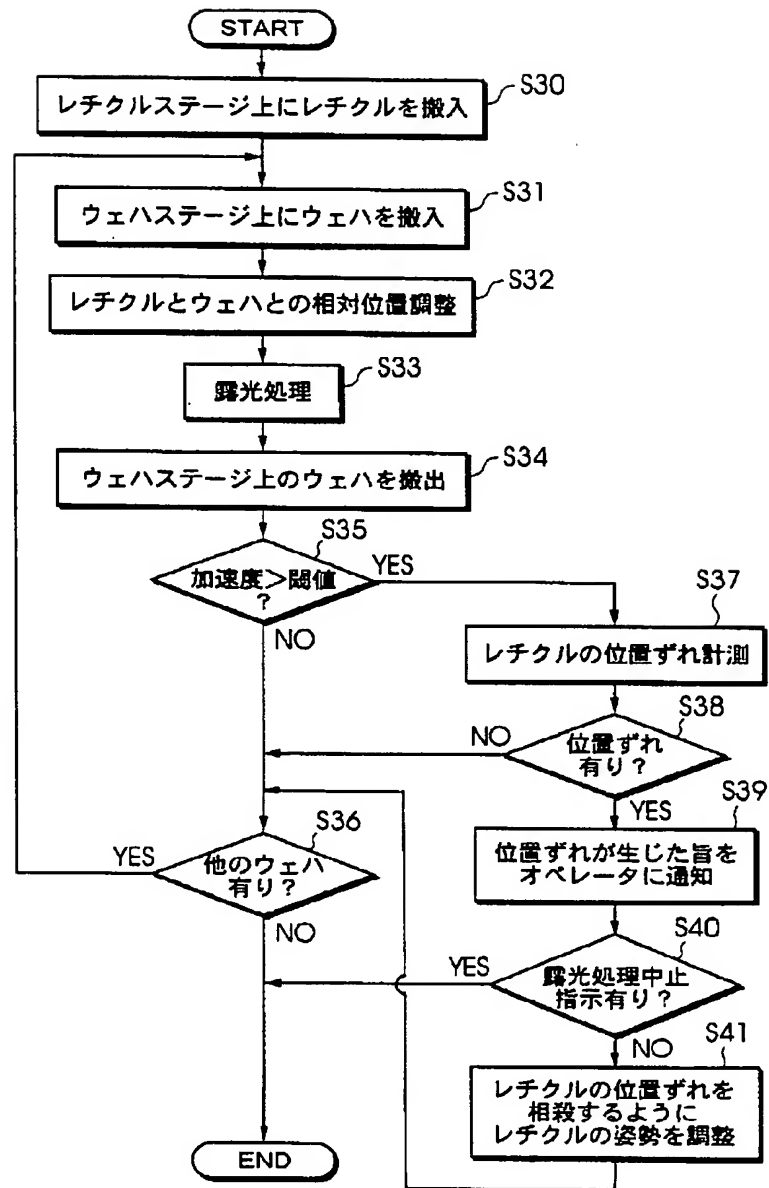 START
S30
レチクルステージ上にレチクルを搬入
S31
ウェハステージ上にウェハを搬入
S32
レチクルとウェハとの相対位置調整
S33
露光処理
S34
ウェハステージ上のウェハを搬出
S35
加速度>閾値
?
YES
NO
S37
レチクルの位置ずれ計測
S38
位置ずれ
有り?
NO
YES
S39
位置ずれが生じた旨を
オペレータに通知
S36
他のウェハ
有り?
YES
NO
S40
露光処理中止
指示有り?
YES
NO
S41
レチクルの位置ずれを
相殺するように
レチクルの姿勢を調整
END